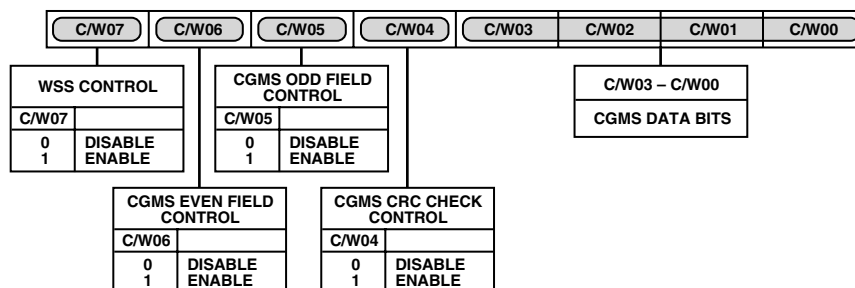 C/W07 C/W06 C/W05 C/W04 C/W03 C/W02 C/W01 C/W00
WSS CONTROL
C/W07
0 DISABLE
1 ENABLE
CGMS ODD FIELD
CONTROL
C/W05
0 DISABLE
1 ENABLE
C/W03 – C/W00
CGMS DATA BITS
CGMS EVEN FIELD
CONTROL
C/W06
0 DISABLE
1 ENABLE
CGMS CRC CHECK
CONTROL
C/W04
0 DISABLE
1 ENABLE